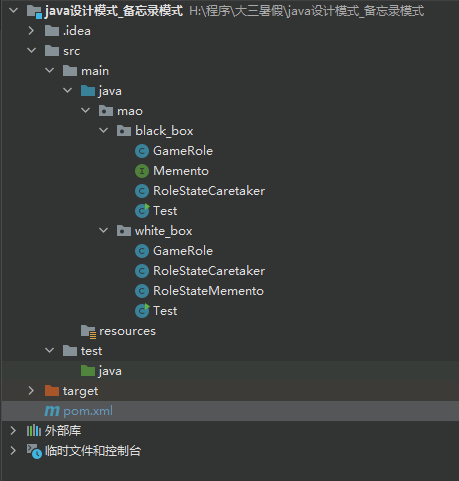 java设计模式_备忘录模式 H:\程序\大三暑假\java设计模式_备忘录模式
.idea
src
main
java
mao
black_box
GameRole
Memento
RoleStateCaretaker
Test
white_box
GameRole
RoleStateCaretaker
RoleStateMemento
Test
resources
test
java
target
pom.xml
外部库
临时文件和控制台